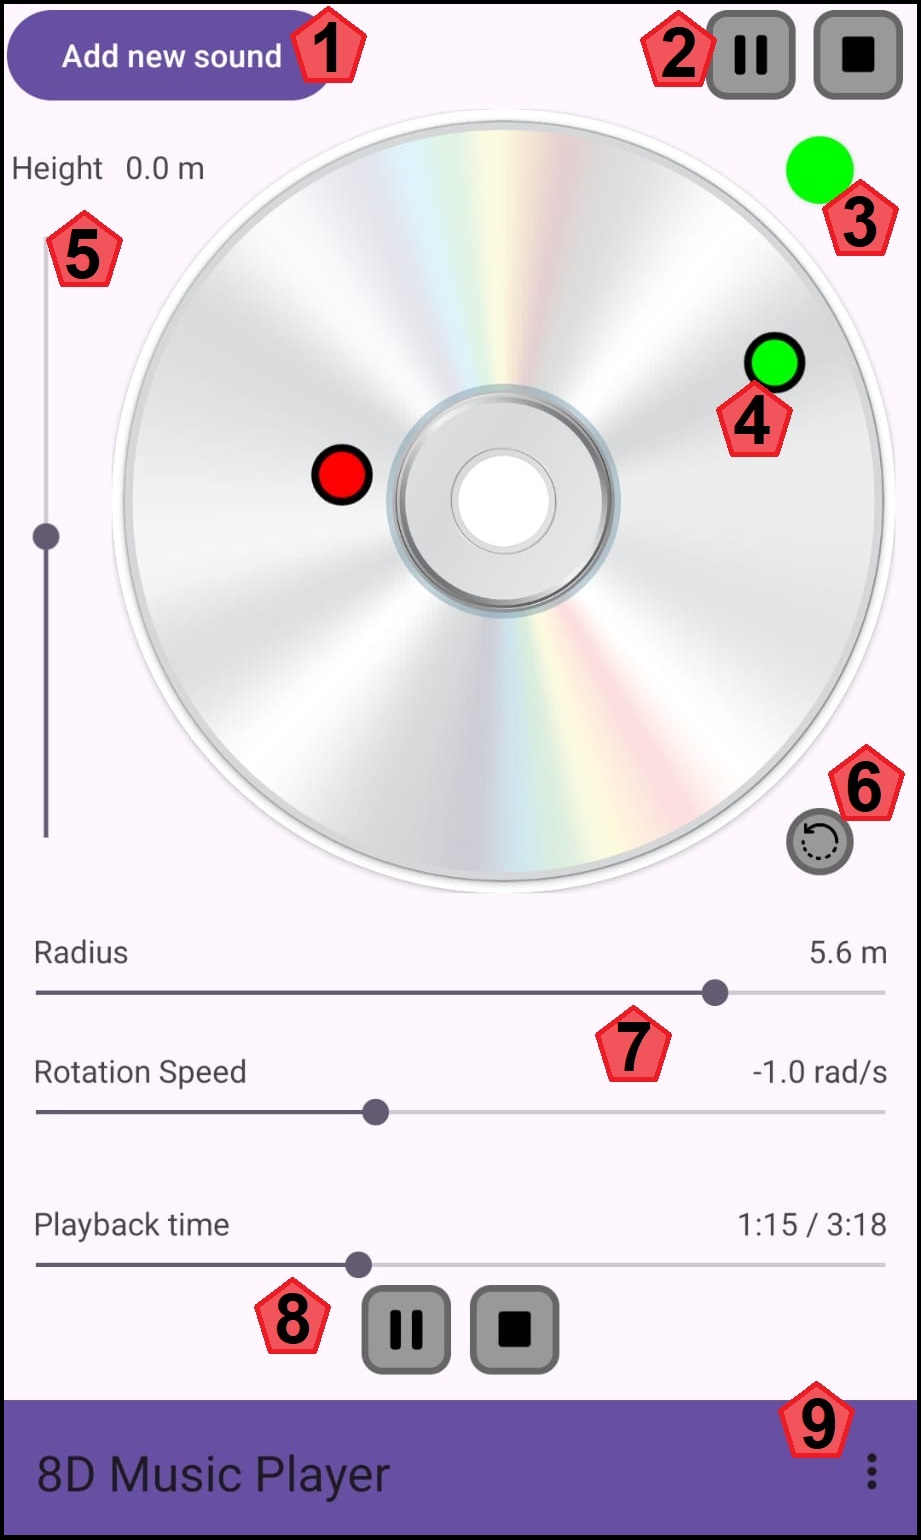 Add new sound 1
2
Height 0.0 m
3
5
4
6
Radius 5.6 m
7
Rotation Speed -1.0 rad/s
Playback time 1:15 / 3:18
8
9
8D Music Player